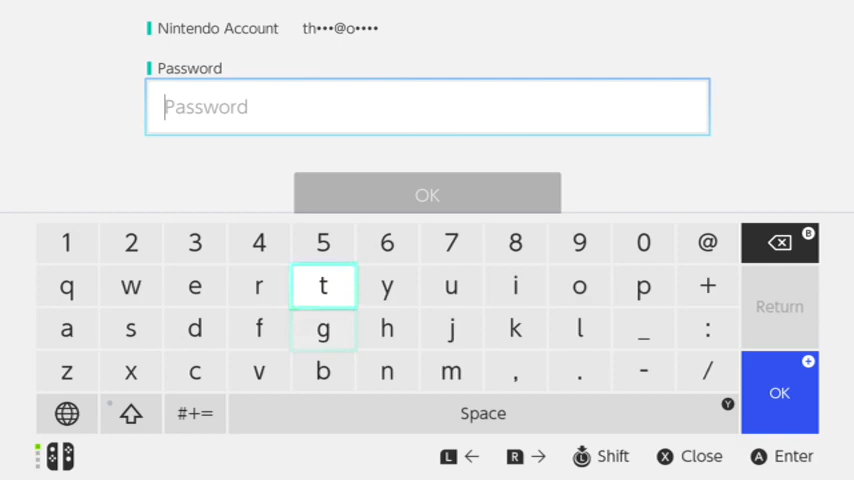 Nintendo Account th•••@o••••
Password
Password
OK
1 2 3 4 5 6 7 8 9 0 @ B
q w e r t y u i o p +
Return
a s d f g h j k l _ :
z x c v b n m , . - / +
OK
#+= Space Y
L ← R → L Shift X Close A Enter